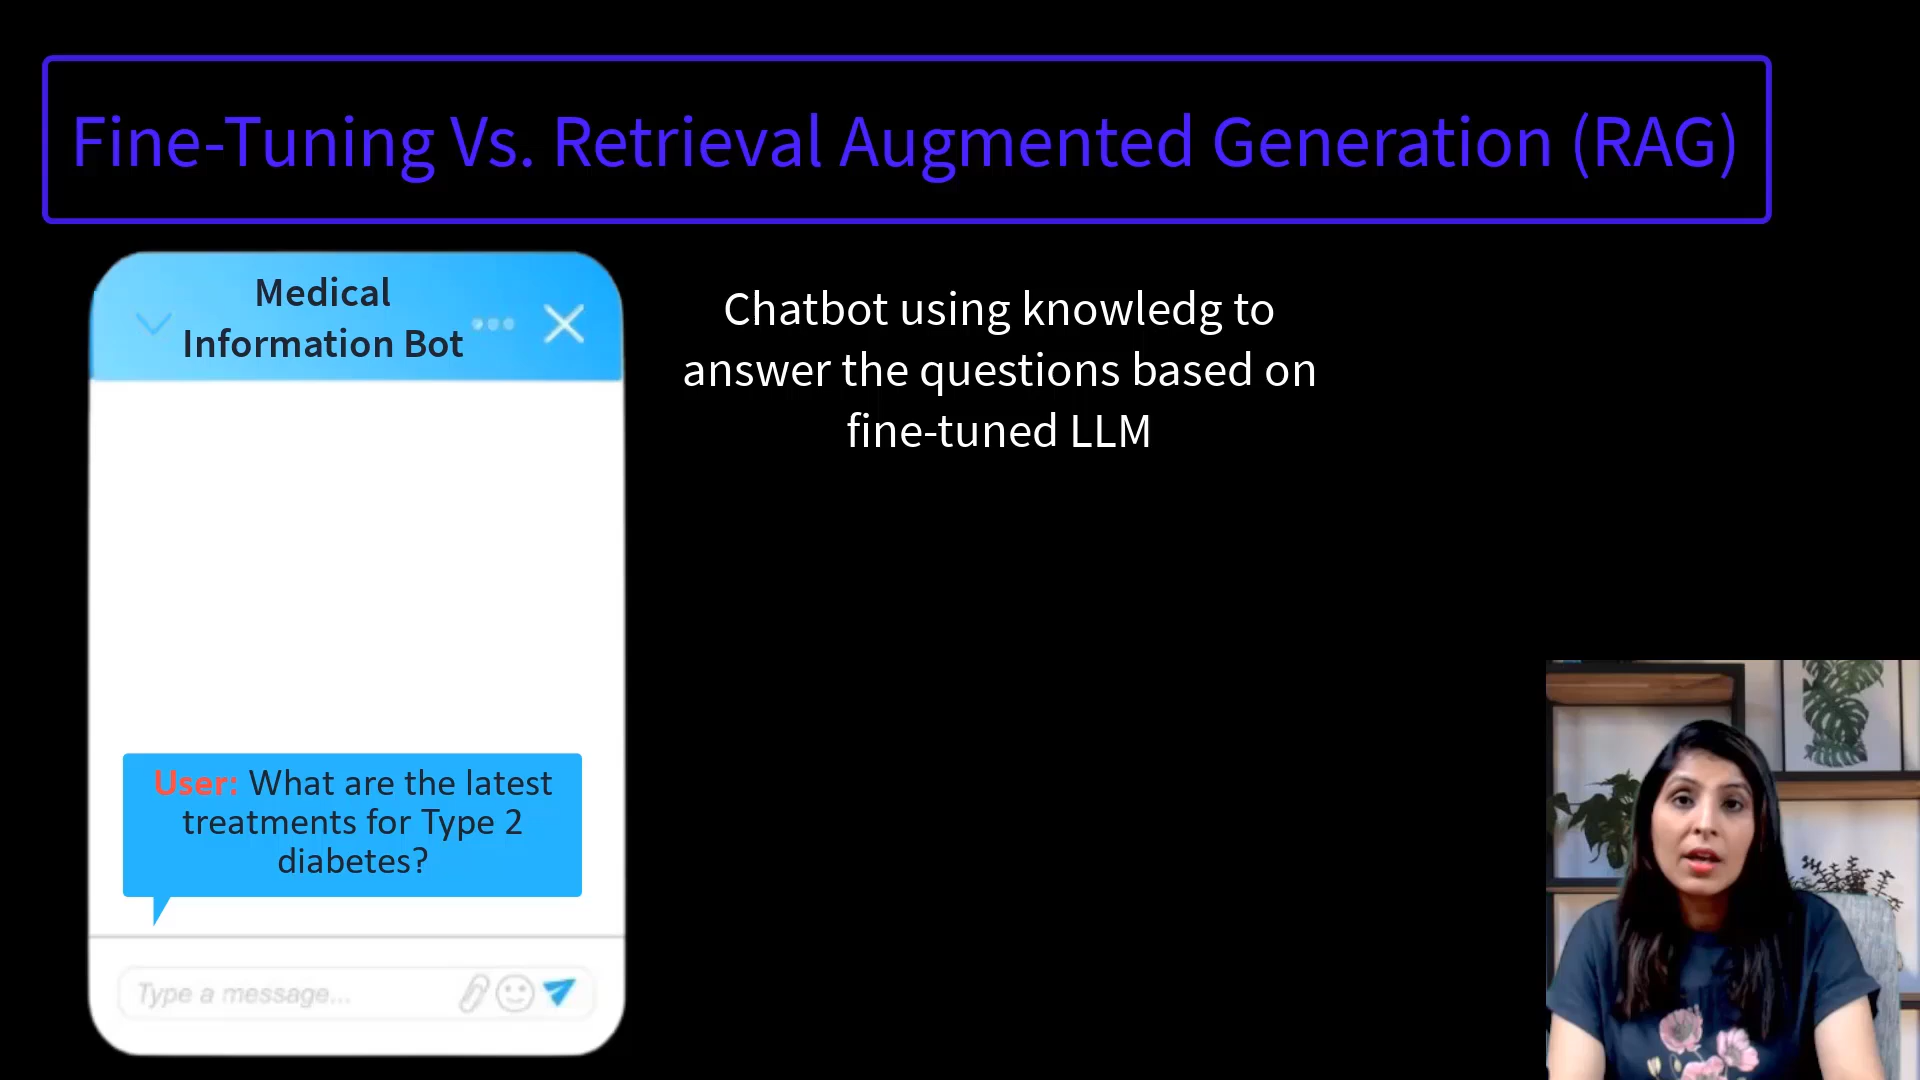 Fine-Tuning Vs. Retrieval Augmented Generation (RAG)
Medical
Information Bot
Chatbot using knowledg to
answer the questions based on
fine-tuned LLM
User: What are the latest
treatments for Type 2
diabetes?
Type a message...